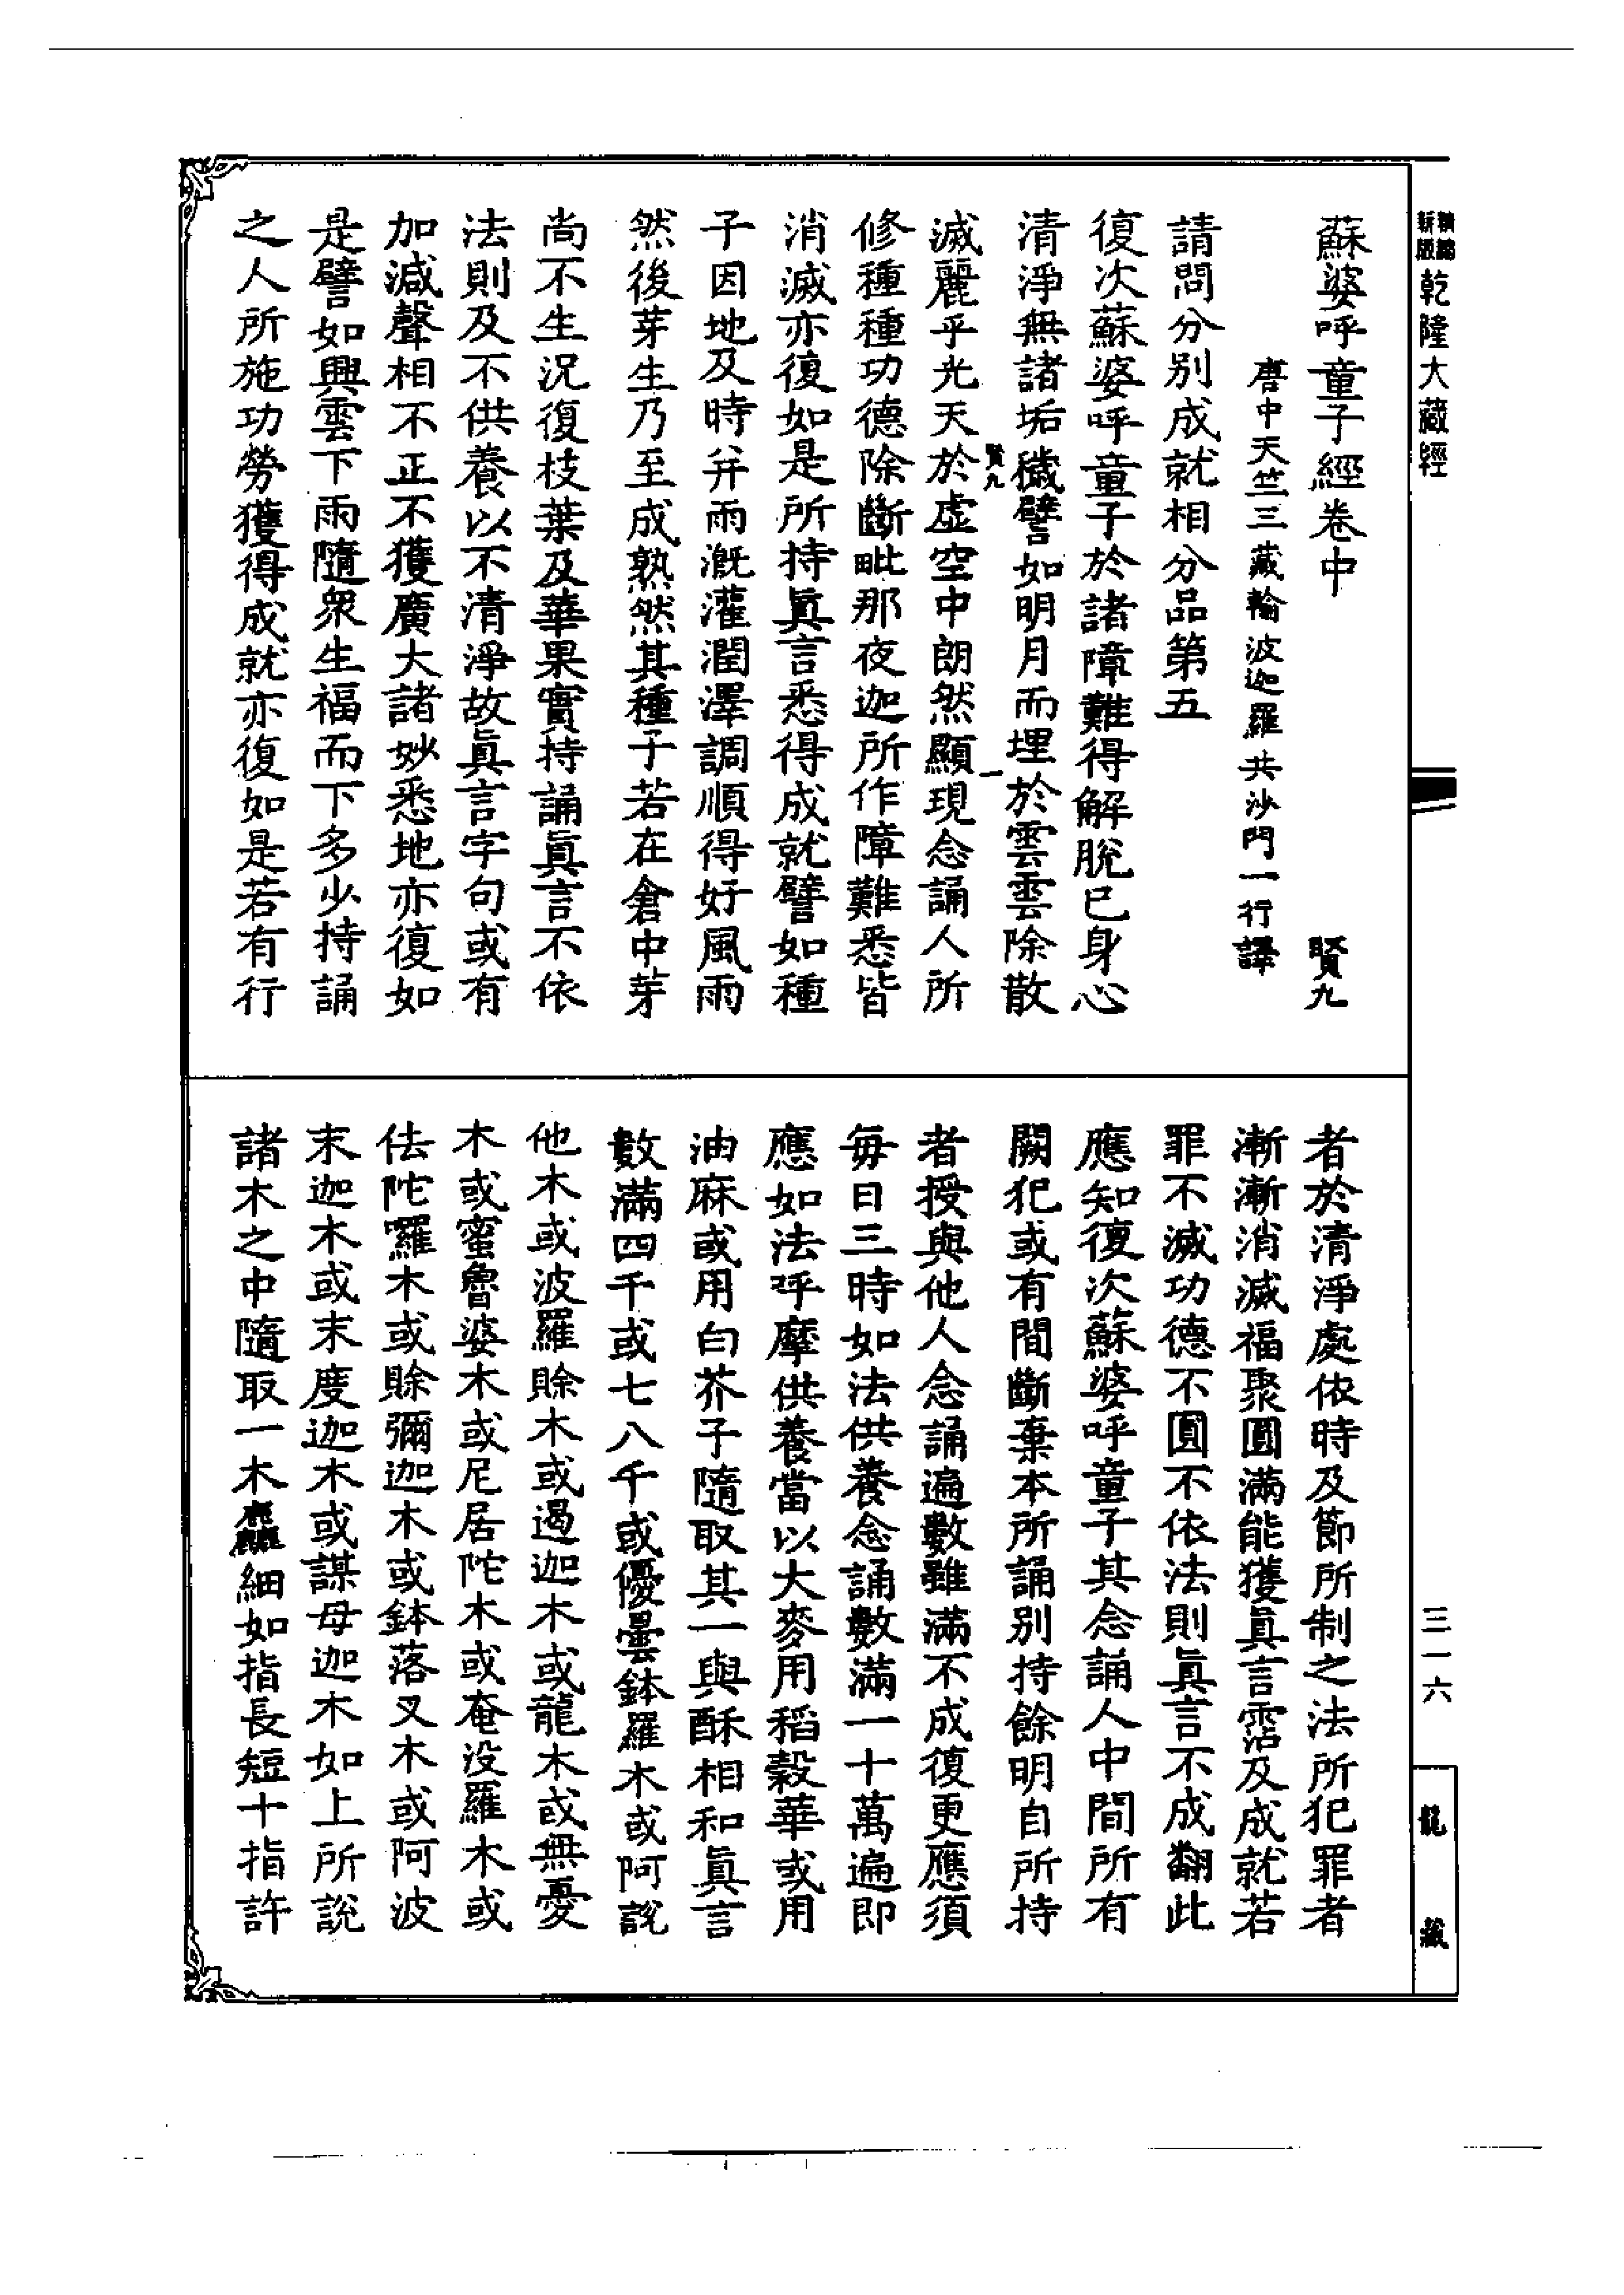 新版精縮乾隆大藏經
蘇婆呼童子經卷中 賢九
唐中天竺三藏輸波迦羅共沙門一行譯
請問分別成就相分品第五
復次蘇婆呼童子於諸障難得解脫已身心
清淨無諸垢穢譬如明月而埋於雲雲除散
賢九 一
滅麗乎光天於虛空中朗然顯現念誦人所
修種種功德除斷毗那夜迦所作障難悉皆
消滅亦復如是所持眞言悉得成就譬如種
子因地及時并雨溉灌潤澤調順得好風雨
然後芽生乃至成熟然其種子若在倉中芽
尚不生況復枝葉及華果實持誦眞言不依
法則及不供養以不清淨故眞言字句或有
加減聲相不正不獲廣大諸妙悉地亦復如
是譬如興雲下雨隨衆生福而下多少持誦
之人所施功勞獲得成就亦復如是若有行
者於清淨處依時及節所制之法所犯罪者
漸漸消滅福聚圓滿能獲眞言霑及成就若
罪不滅功德不圓不依法則眞言不成翻此
應知復次蘇婆呼童子其念誦人中間所有
闕犯或有間斷棄本所誦別持餘明自所持
者授與他人念誦遍數雖滿不成復更應須
每日三時如法供養念誦數滿一十萬遍即
應如法呼摩供養當以大麥用稻穀華或用
油麻或用白芥子隨取其一與酥相和眞言
數滿四千或七八千或優曇鉢羅木或阿說
他木或波羅賒木或遏迦木或龍木或無憂
木或蜜魯婆木或尼居陀木或奄沒羅木或
佉陀囉木或賒彌迦木或鉢落叉木或阿波
末迦木或末度迦木或謀母迦木如上所說
諸木之中隨取一木麤細如指長短十指許
三一六
龍藏